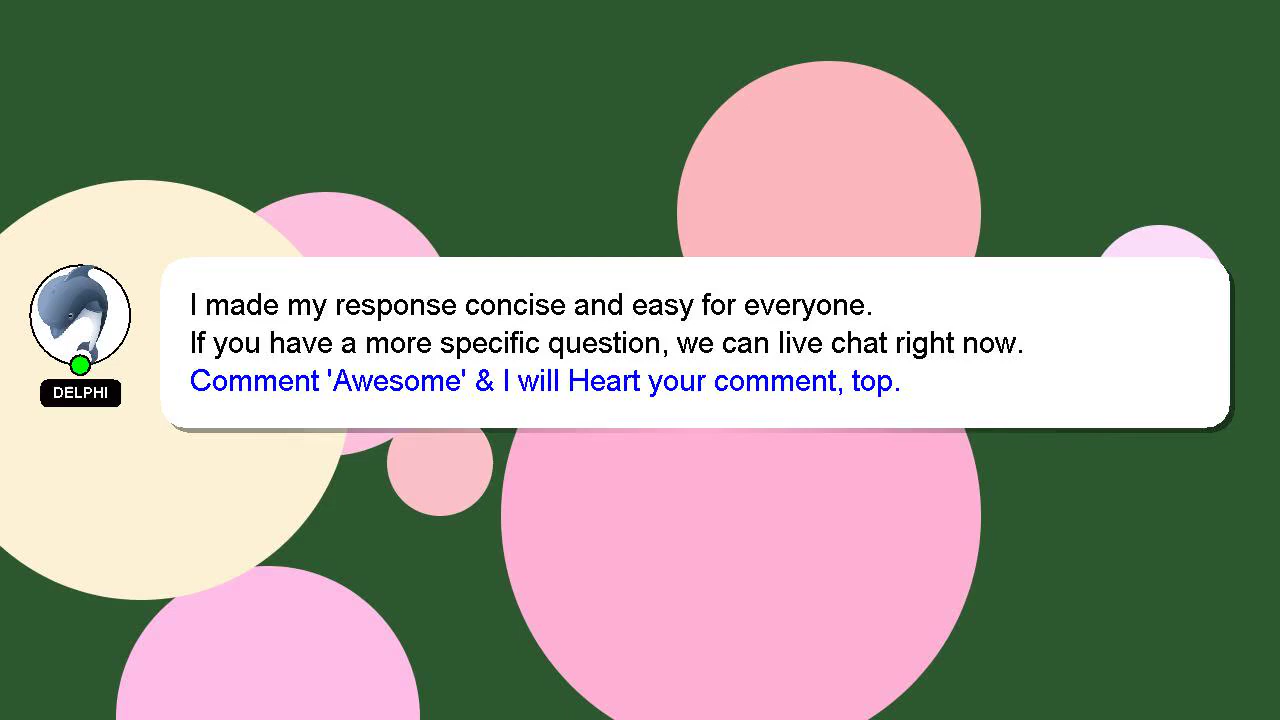 I made my response concise and easy for everyone.
If you have a more specific question, we can live chat right now.
Comment 'Awesome' & I will Heart your comment, top.
DELPHI